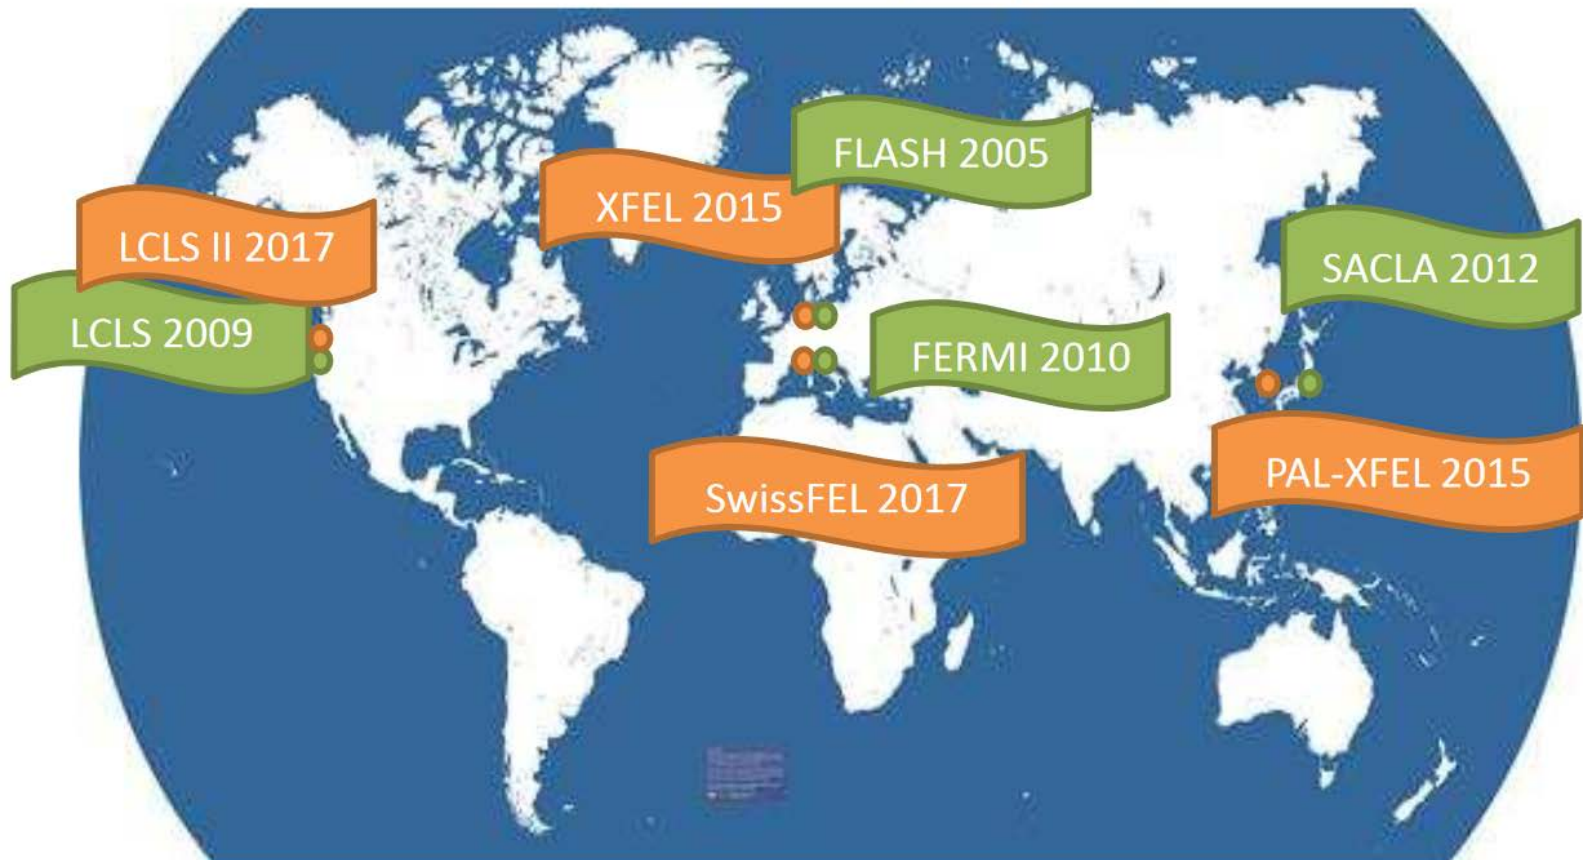 FLASH 2005
XFEL 2015
LCLS II 2017
SACLA 2012
LCLS 2009
FERMI 2010
SwissFEL 2017
PAL-XFEL 2015